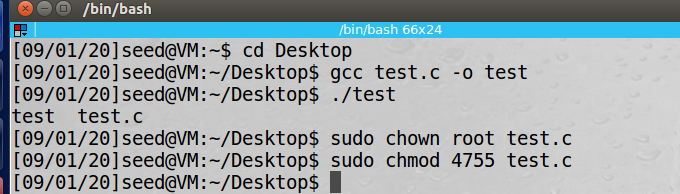 /bin/bash
/bin/bash 66x24
[09/01/20]seed@VM:~$ cd Desktop
[09/01/20]seed@VM:~/Desktop$ gcc test.c -o test
[09/01/20]seed@VM:~/Desktop$ ./test
test  test.c
[09/01/20]seed@VM:~/Desktop$ sudo chown root test.c
[09/01/20]seed@VM:~/Desktop$ sudo chmod 4755 test.c
[09/01/20]seed@VM:~/Desktop$